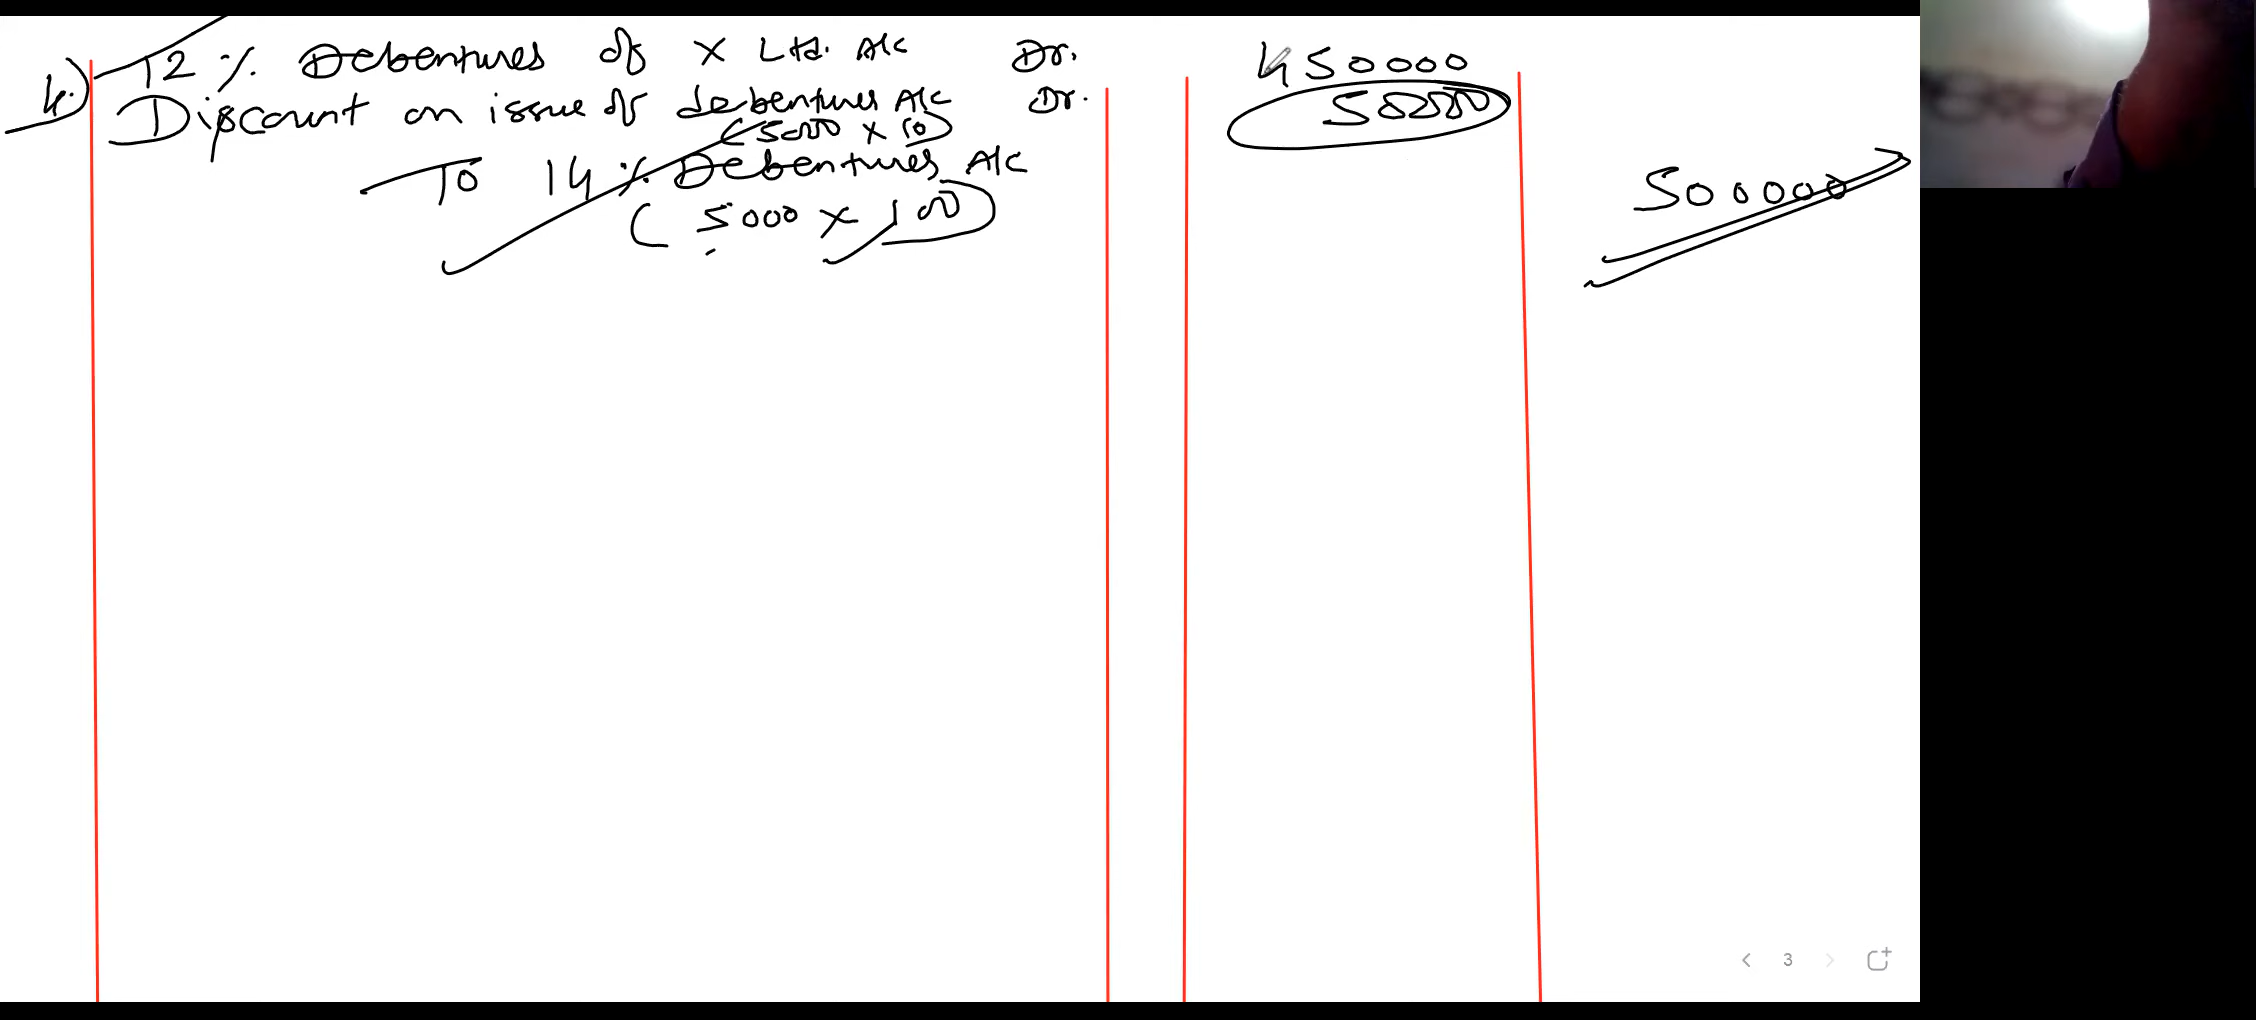 4.) 12 % Debentures of X Ltd. A/c Dr. 450000
Discount on issue of debentures A/c Dr. 50000
(5000 x 10)
To 14 % Debentures A/c 500000
(5000 x 100)
3